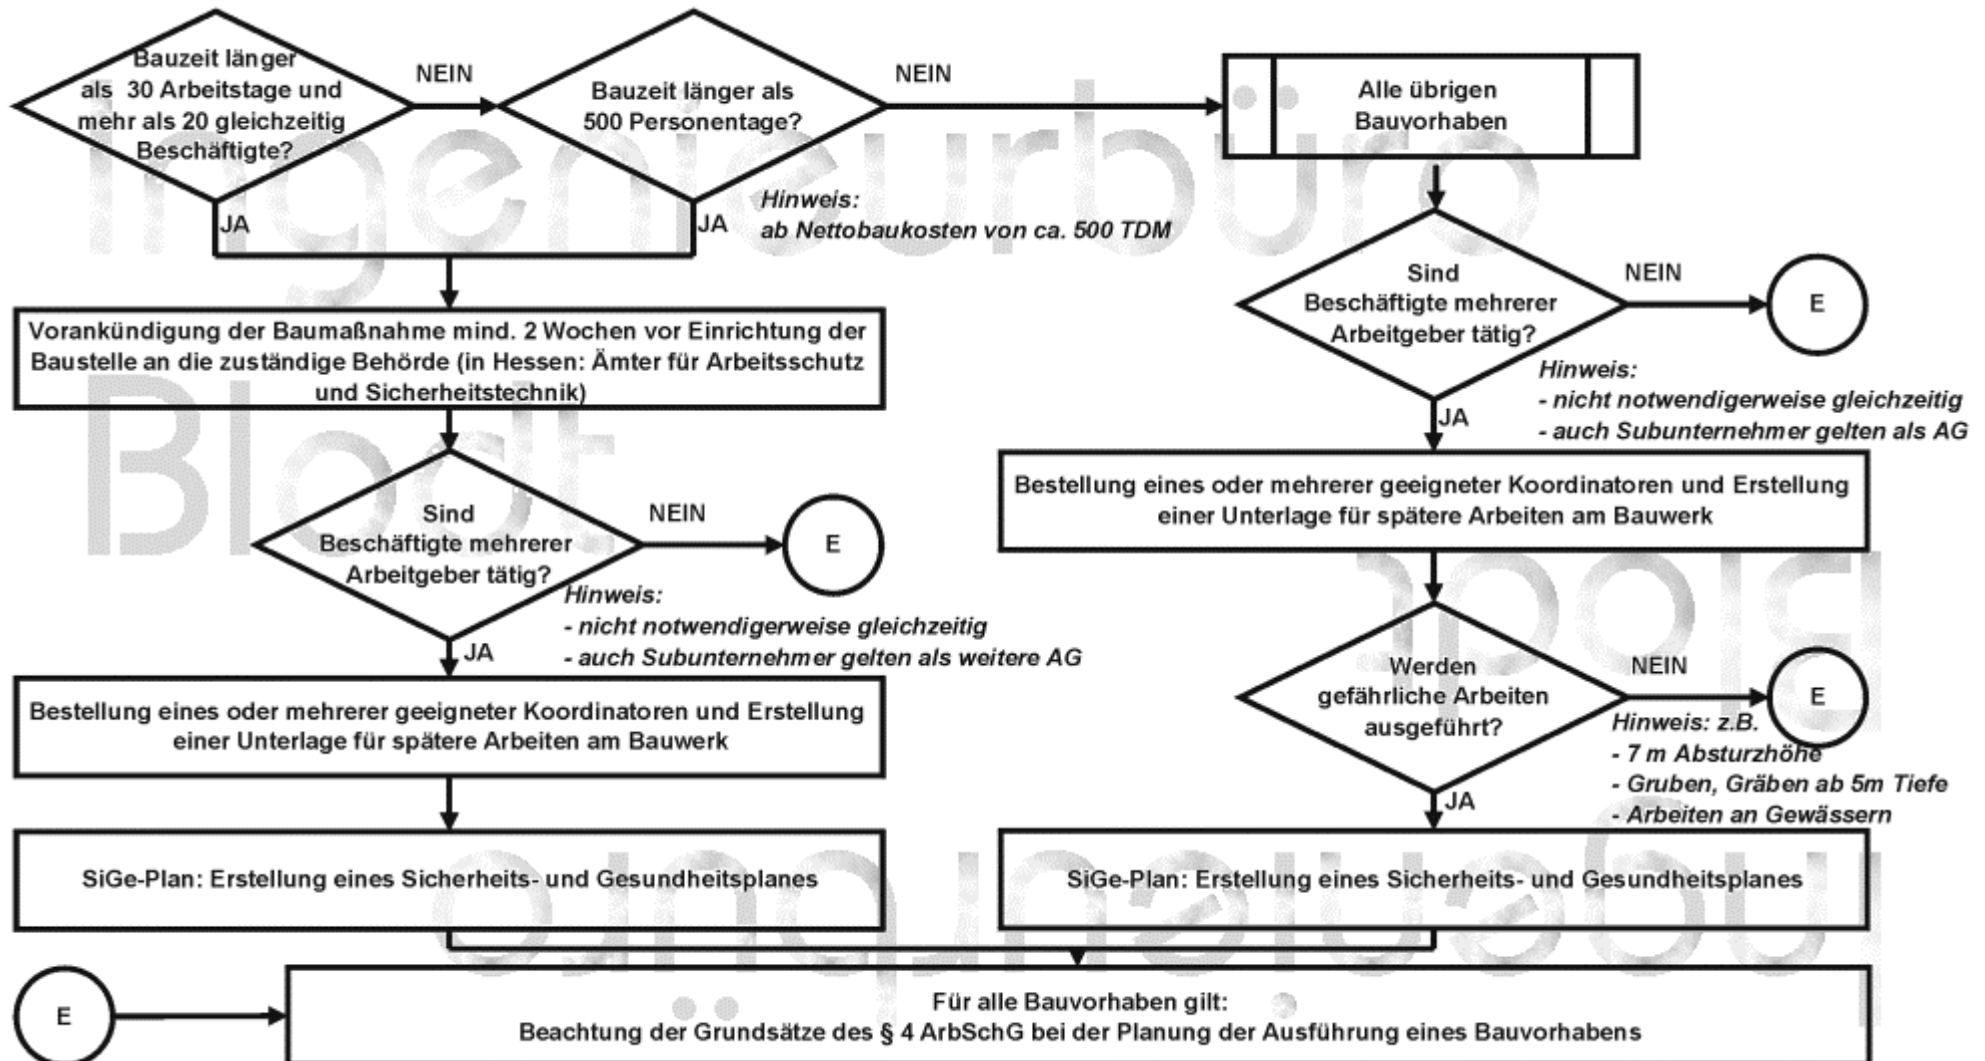 Bauzeit länger
als 30 Arbeitstage und
mehr als 20 gleichzeitig
Beschäftigte?
NEIN
JA
Bauzeit länger als
500 Personentage?
NEIN
JA
Hinweis:
ab Nettobaukosten von ca. 500 TDM
Alle übrigen
Bauvorhaben
Vorankündigung der Baumaßnahme mind. 2 Wochen vor Einrichtung der
Baustelle an die zuständige Behörde (in Hessen: Ämter für Arbeitsschutz
und Sicherheitstechnik)
Sind
Beschäftigte mehrerer
Arbeitgeber tätig?
NEIN
E
JA
Hinweis:
- nicht notwendigerweise gleichzeitig
- auch Subunternehmer gelten als weitere AG
Bestellung eines oder mehrerer geeigneter Koordinatoren und Erstellung
einer Unterlage für spätere Arbeiten am Bauwerk
SiGe-Plan: Erstellung eines Sicherheits- und Gesundheitsplanes
Sind
Beschäftigte mehrerer
Arbeitgeber tätig?
NEIN
E
JA
Hinweis:
- nicht notwendigerweise gleichzeitig
- auch Subunternehmer gelten als AG
Bestellung eines oder mehrerer geeigneter Koordinatoren und Erstellung
einer Unterlage für spätere Arbeiten am Bauwerk
Werden
gefährliche Arbeiten
ausgeführt?
NEIN
E
JA
Hinweis: z.B.
- 7 m Absturzhöhe
- Gruben, Gräben ab 5m Tiefe
- Arbeiten an Gewässern
SiGe-Plan: Erstellung eines Sicherheits- und Gesundheitsplanes
E
Für alle Bauvorhaben gilt:
Beachtung der Grundsätze des § 4 ArbSchG bei der Planung der Ausführung eines Bauvorhabens
Ingenieurbüro
Blodt
Ingenieurbüro
Blodt